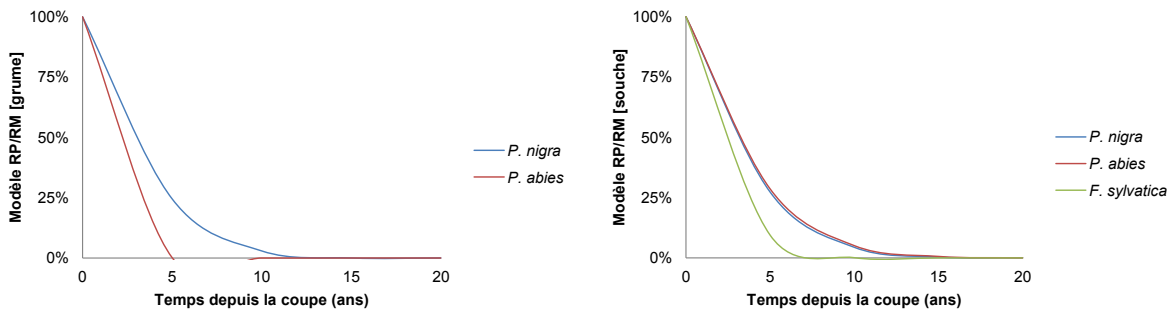 Modèle RP/RM [grume]
100%
75%
50%
25%
0%
0
5
10
15
20
Temps depuis la coupe (ans)
P. nigra
P. abies
Modèle RP/RM [souche]
100%
75%
50%
25%
0%
0
5
10
15
20
Temps depuis la coupe (ans)
P. nigra
P. abies
F. sylvatica